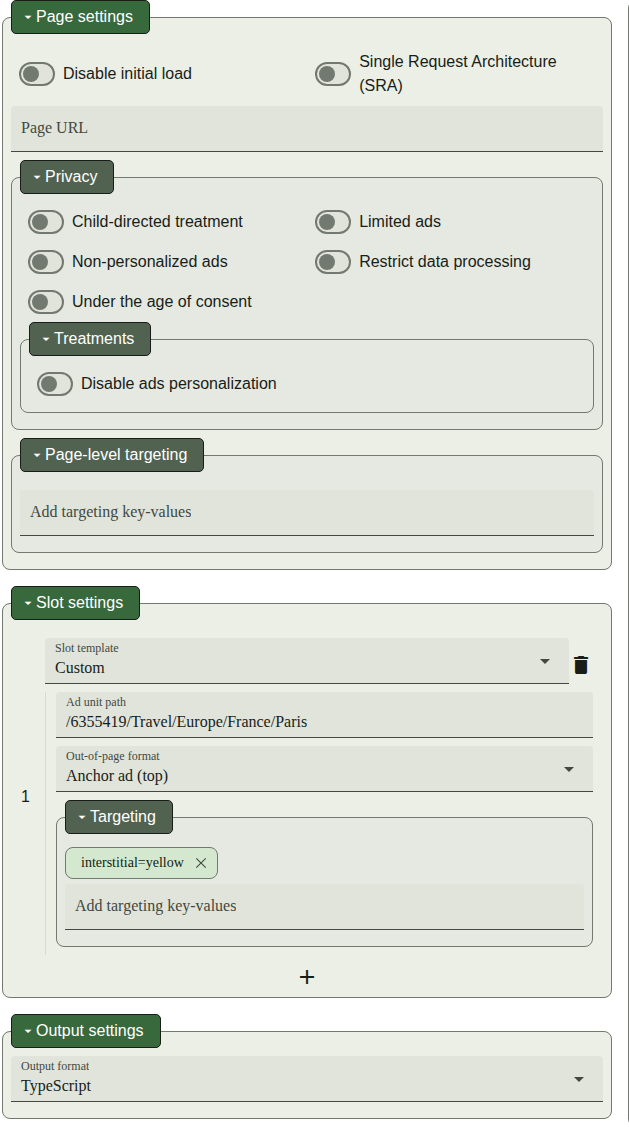 Page settings
Disable initial load
Single Request Architecture
(SRA)
Page URL
Privacy
Child-directed treatment
Limited ads
Non-personalized ads
Restrict data processing
Under the age of consent
Treatments
Disable ads personalization
Page-level targeting
Add targeting key-values
Slot settings
Slot template
Custom
Ad unit path
/6355419/Travel/Europe/France/Paris
Out-of-page format
Anchor ad (top)
1
Targeting
interstitial=yellow
Add targeting key-values
Output settings
Output format
TypeScript